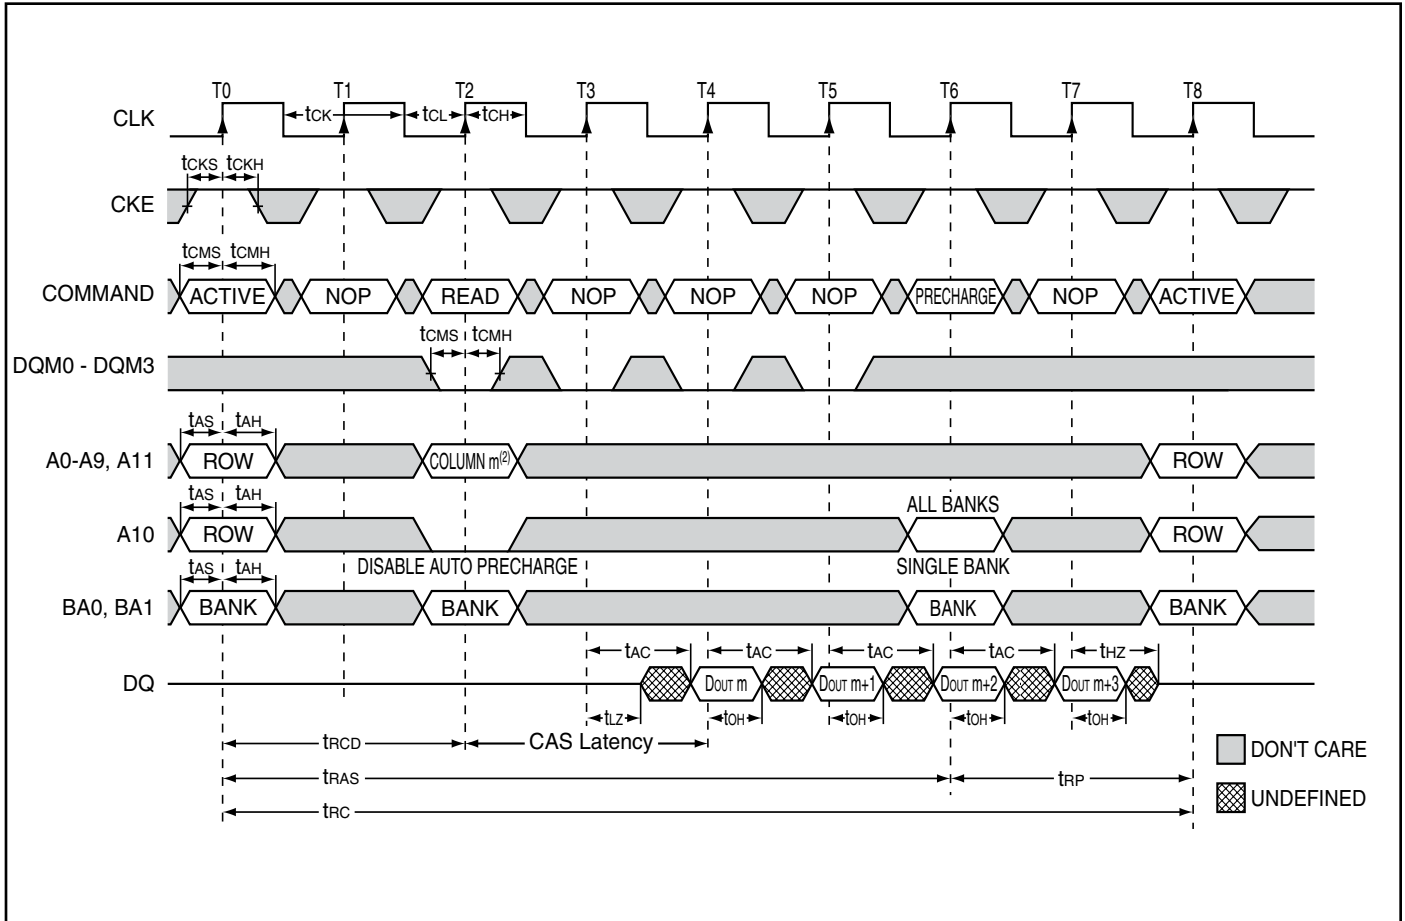 T0 T1 T2 T3 T4 T5 T6 T7 T8
CLK tCK tCL tCH
tCKS tCKH
CKE
tCMS tCMH
COMMAND ACTIVE NOP READ NOP NOP NOP PRECHARGE NOP ACTIVE
tCMS tCMH
DQM0 - DQM3
tAS tAH
A0-A9, A11 ROW COLUMN m(2) ROW
tAS tAH ALL BANKS
A10 ROW ROW
DISABLE AUTO PRECHARGE SINGLE BANK
tAS tAH
BA0, BA1 BANK BANK BANK BANK
tAC tAC tAC tAC tHZ
DQ DOUT m DOUT m+1 DOUT m+2 DOUT m+3
tLZ tOH tOH tOH tOH
tRCD CAS Latency
DON'T CARE
tRAS tRP
UNDEFINED
tRC